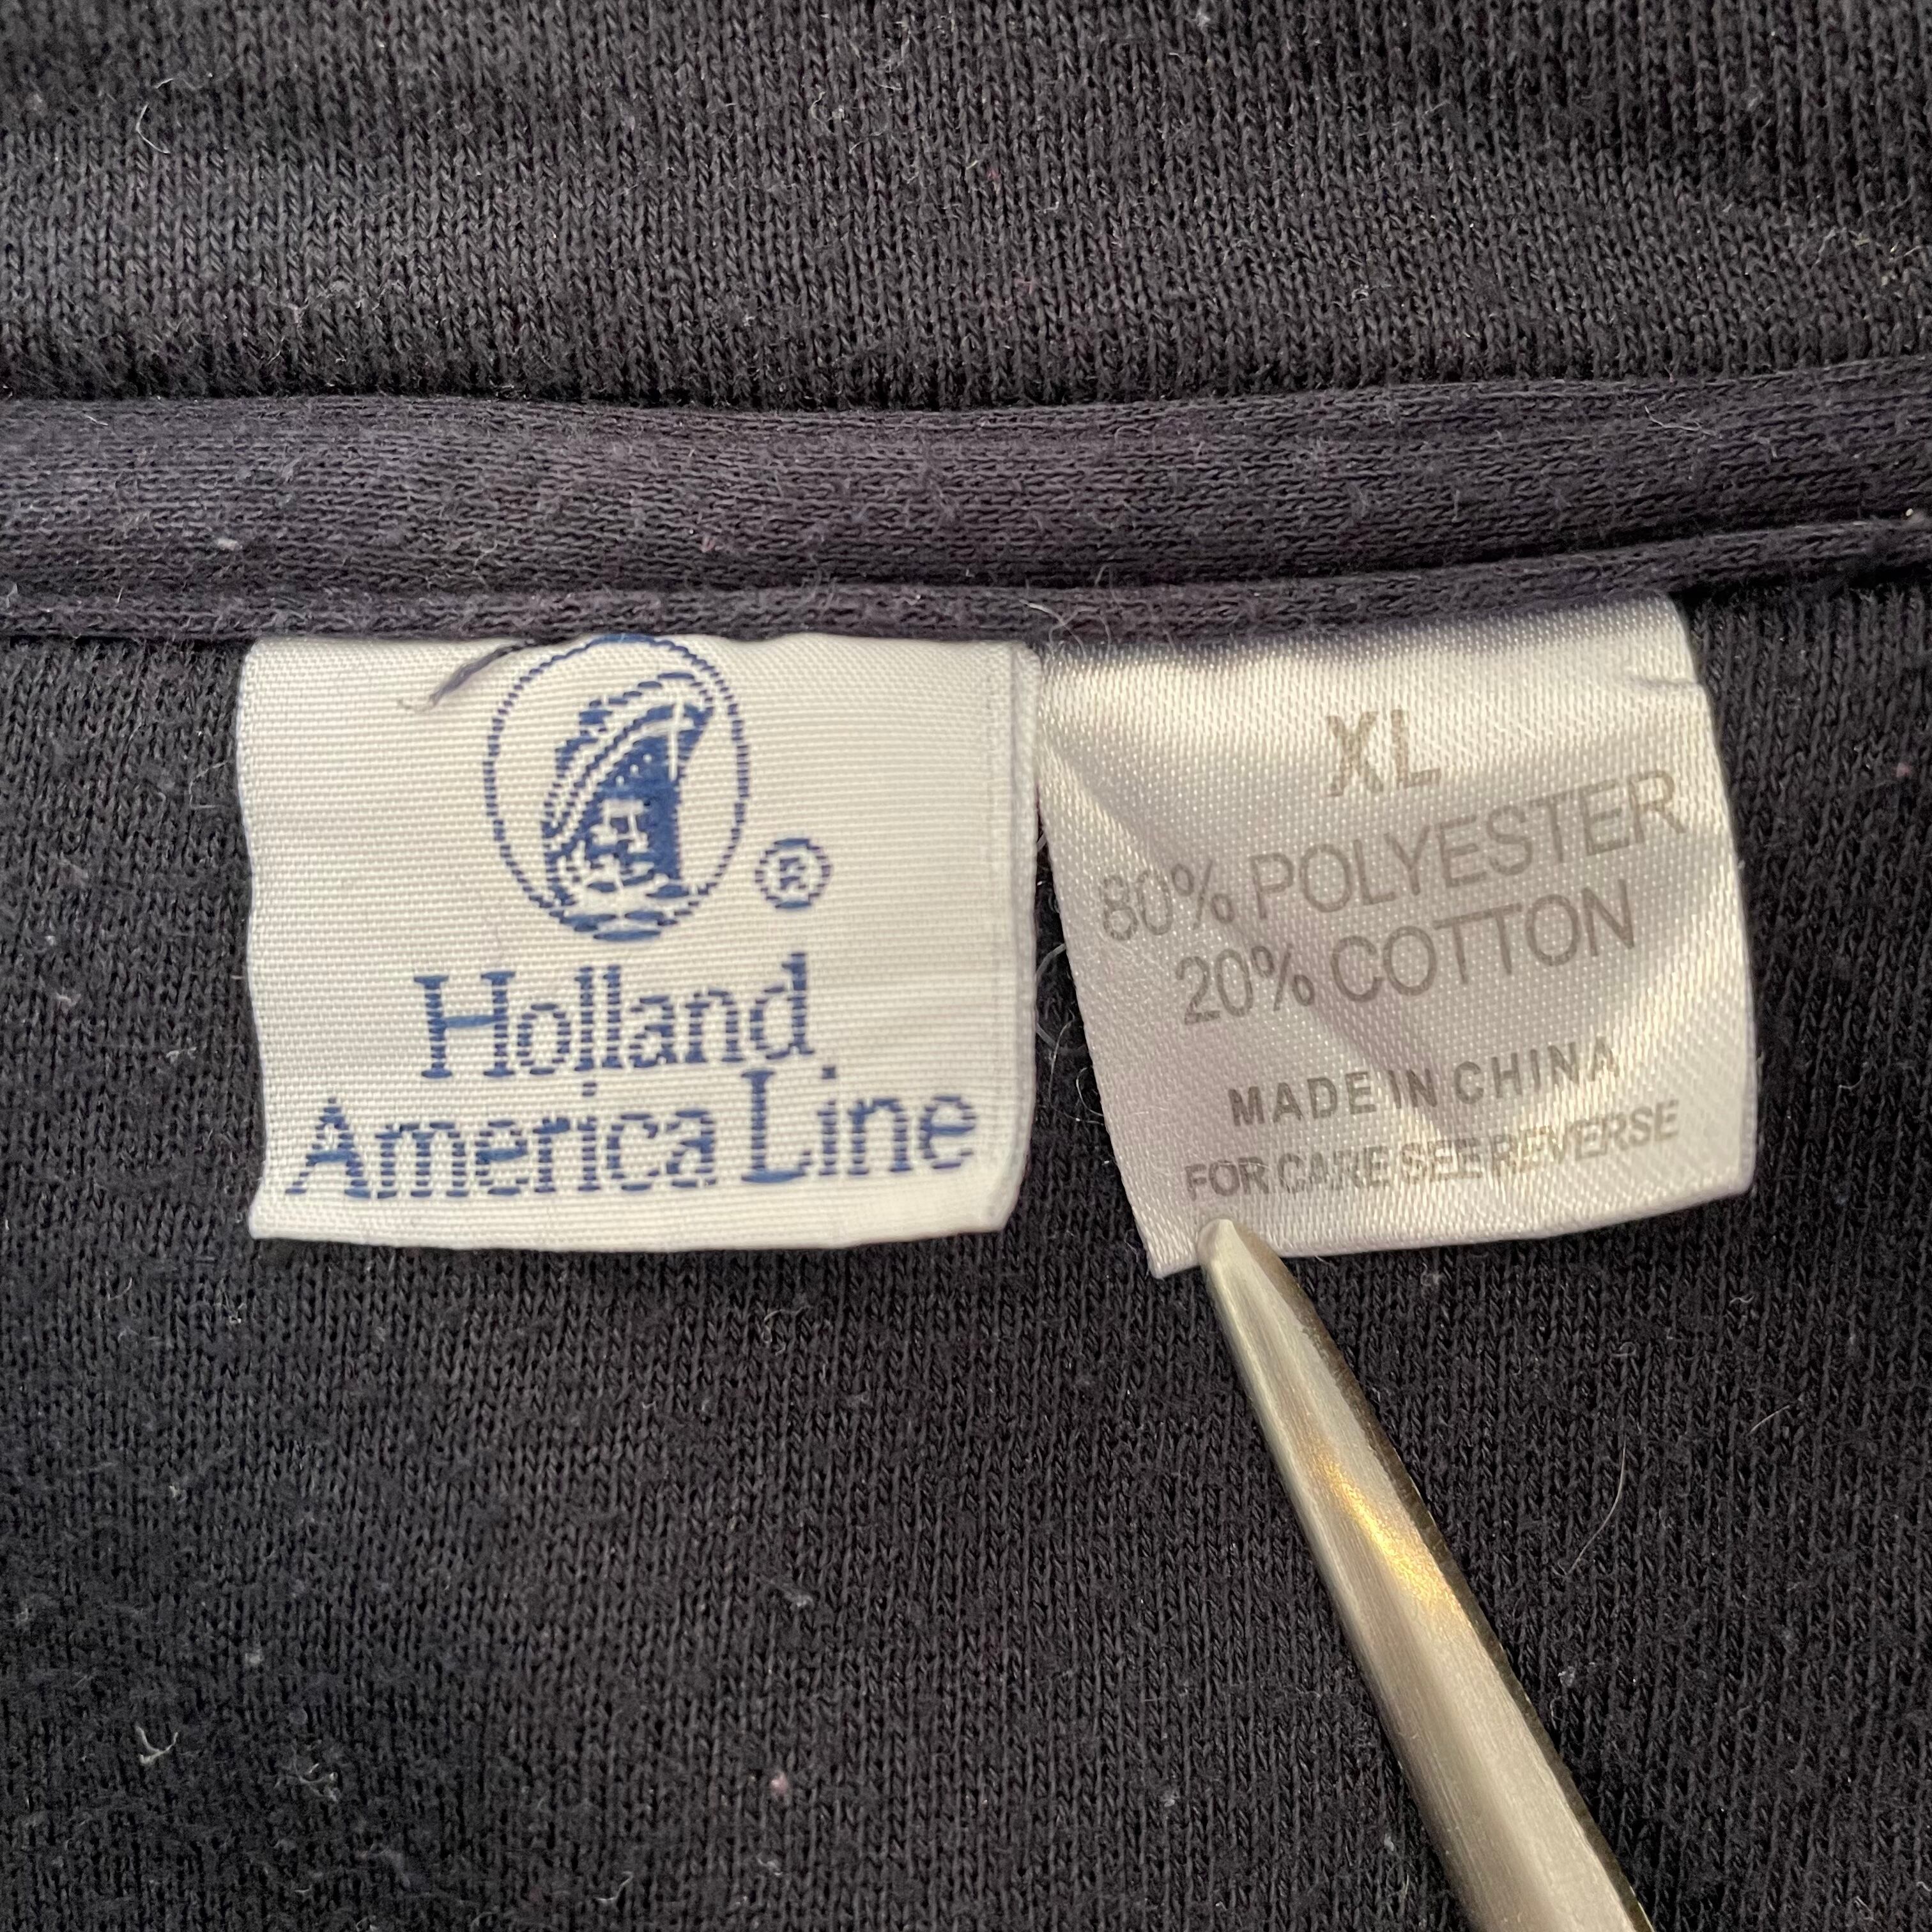 ®
Holland
America Line
XL
80% POLYESTER
20% COTTON
MADE IN CHINA
FOR CARE SEE REVERSE